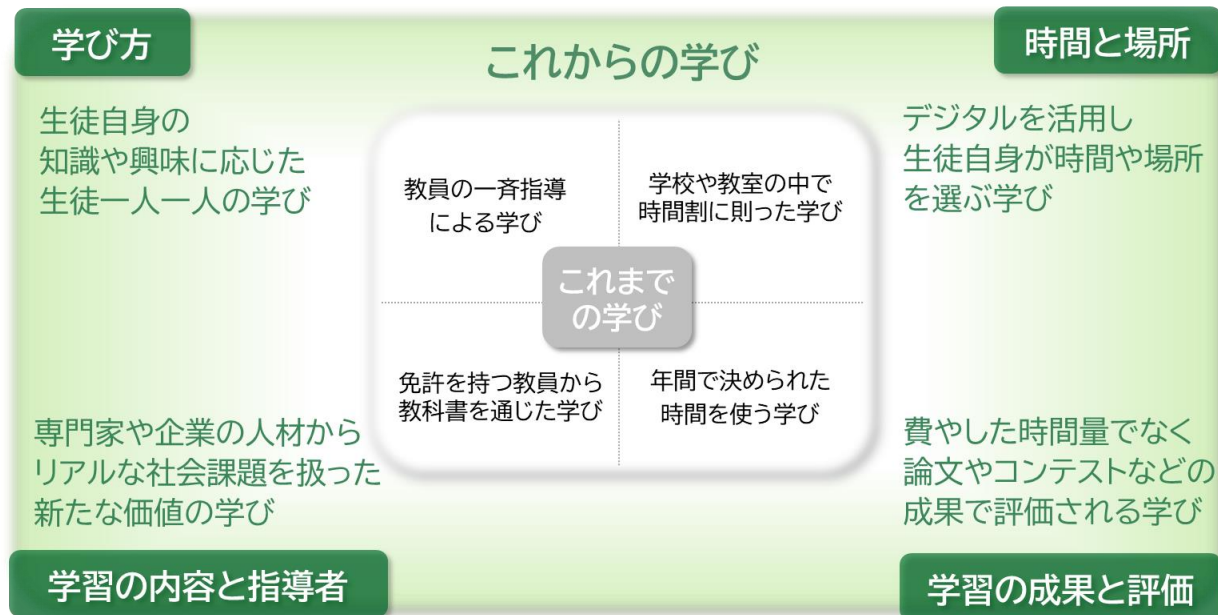 学び方
これからの学び
時間と場所
生徒自身の
知識や興味に応じた
生徒一人一人の学び
教員の一斉指導
による学び
学校や教室の中で
時間割に則った学び
デジタルを活用し
生徒自身が時間や場所
を選ぶ学び
これまで
の学び
免許を持つ教員から
教科書を通じた学び
年間で決められた
時間を使う学び
専門家や企業の人材から
リアルな社会課題を扱った
新たな価値の学び
費やした時間量でなく
論文やコンテストなどの
成果で評価される学び
学習の内容と指導者
学習の成果と評価